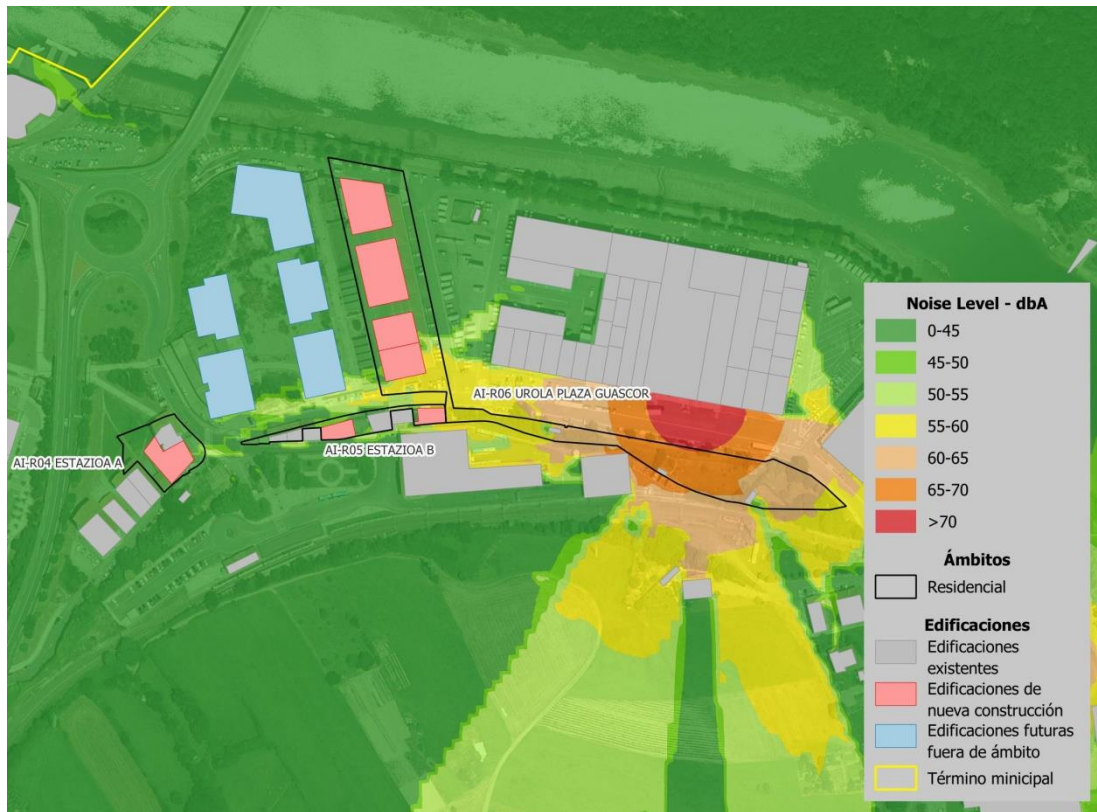 AI-R06 UROLA PLAZA GUASCOR
AI-R05 ESTAZIOA B
AI-R04 ESTAZIOA A
Noise Level - dbA
0-45
45-50
50-55
55-60
60-65
65-70
>70
Ámbitos
Residencial
Edificaciones
Edificaciones
existentes
Edificaciones de
nueva construcción
Edificaciones futuras
fuera de ámbito
Término minicipal